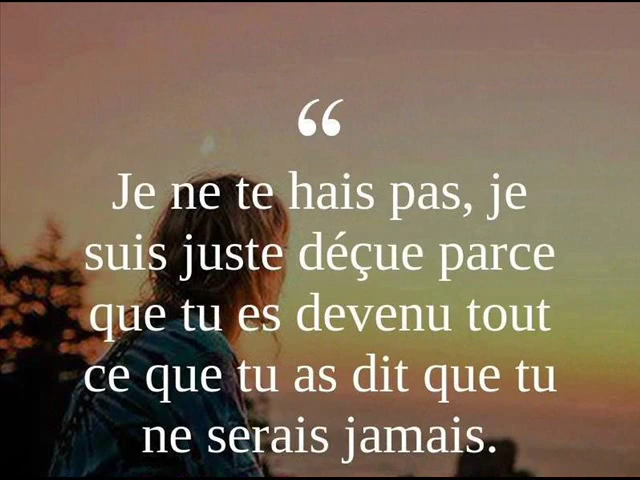 “
Je ne te hais pas, je
suis juste déçue parce
que tu es devenu tout
ce que tu as dit que tu
ne serais jamais.